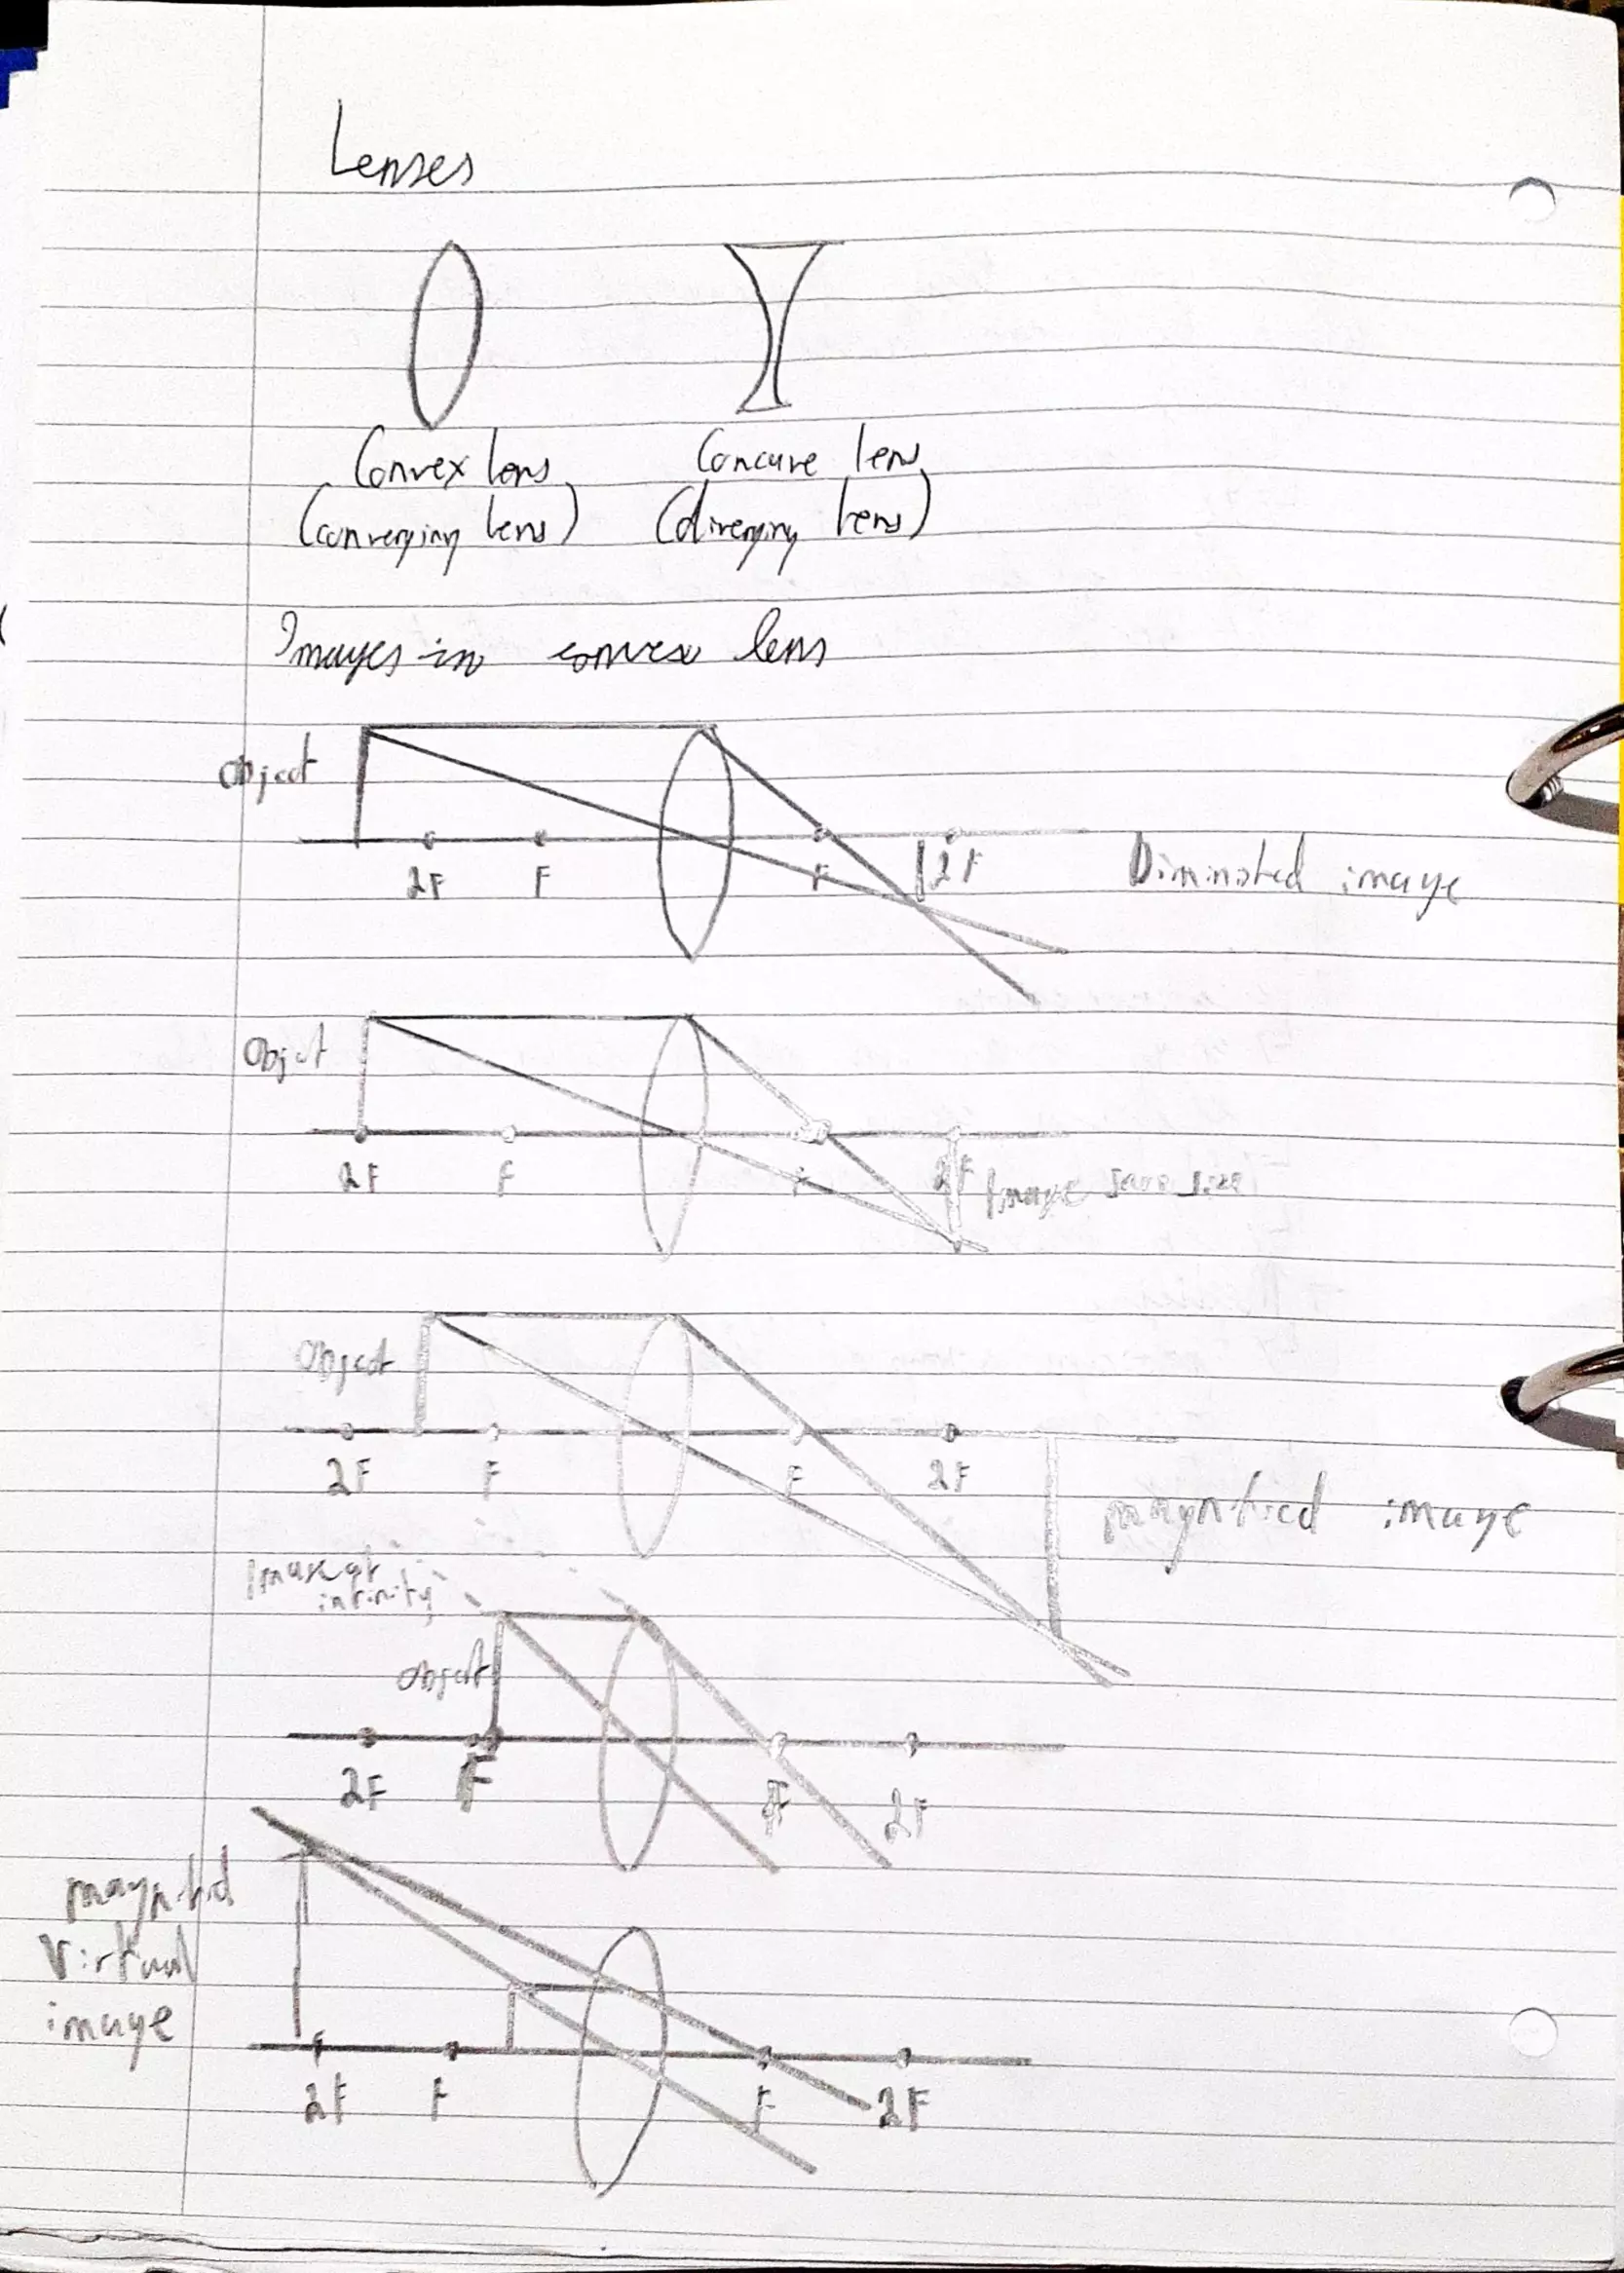 Lenses
Convex lens
(converging lens)
Concave lens
(diverging lens)
Images in convex lens
Object
2F F F 2F
Diminished image
Object
2F F F 2F
Image same size
Object
2F F F 2F
magnified image
Image at
infinity
Object
2F F F 2F
magnified
virtual
image
2F F F 2F